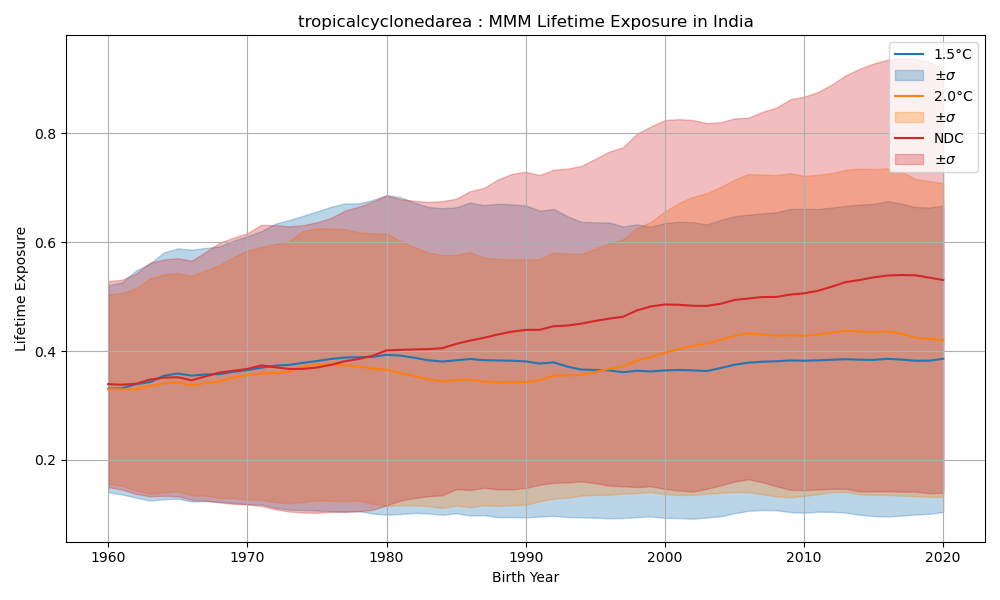 tropicalcyclonedarea : MMM Lifetime Exposure in India
1.5°C
±σ
2.0°C
±σ
NDC
±σ
Lifetime Exposure
0.8
0.6
0.4
0.2
1960 1970 1980 1990 2000 2010 2020
Birth Year